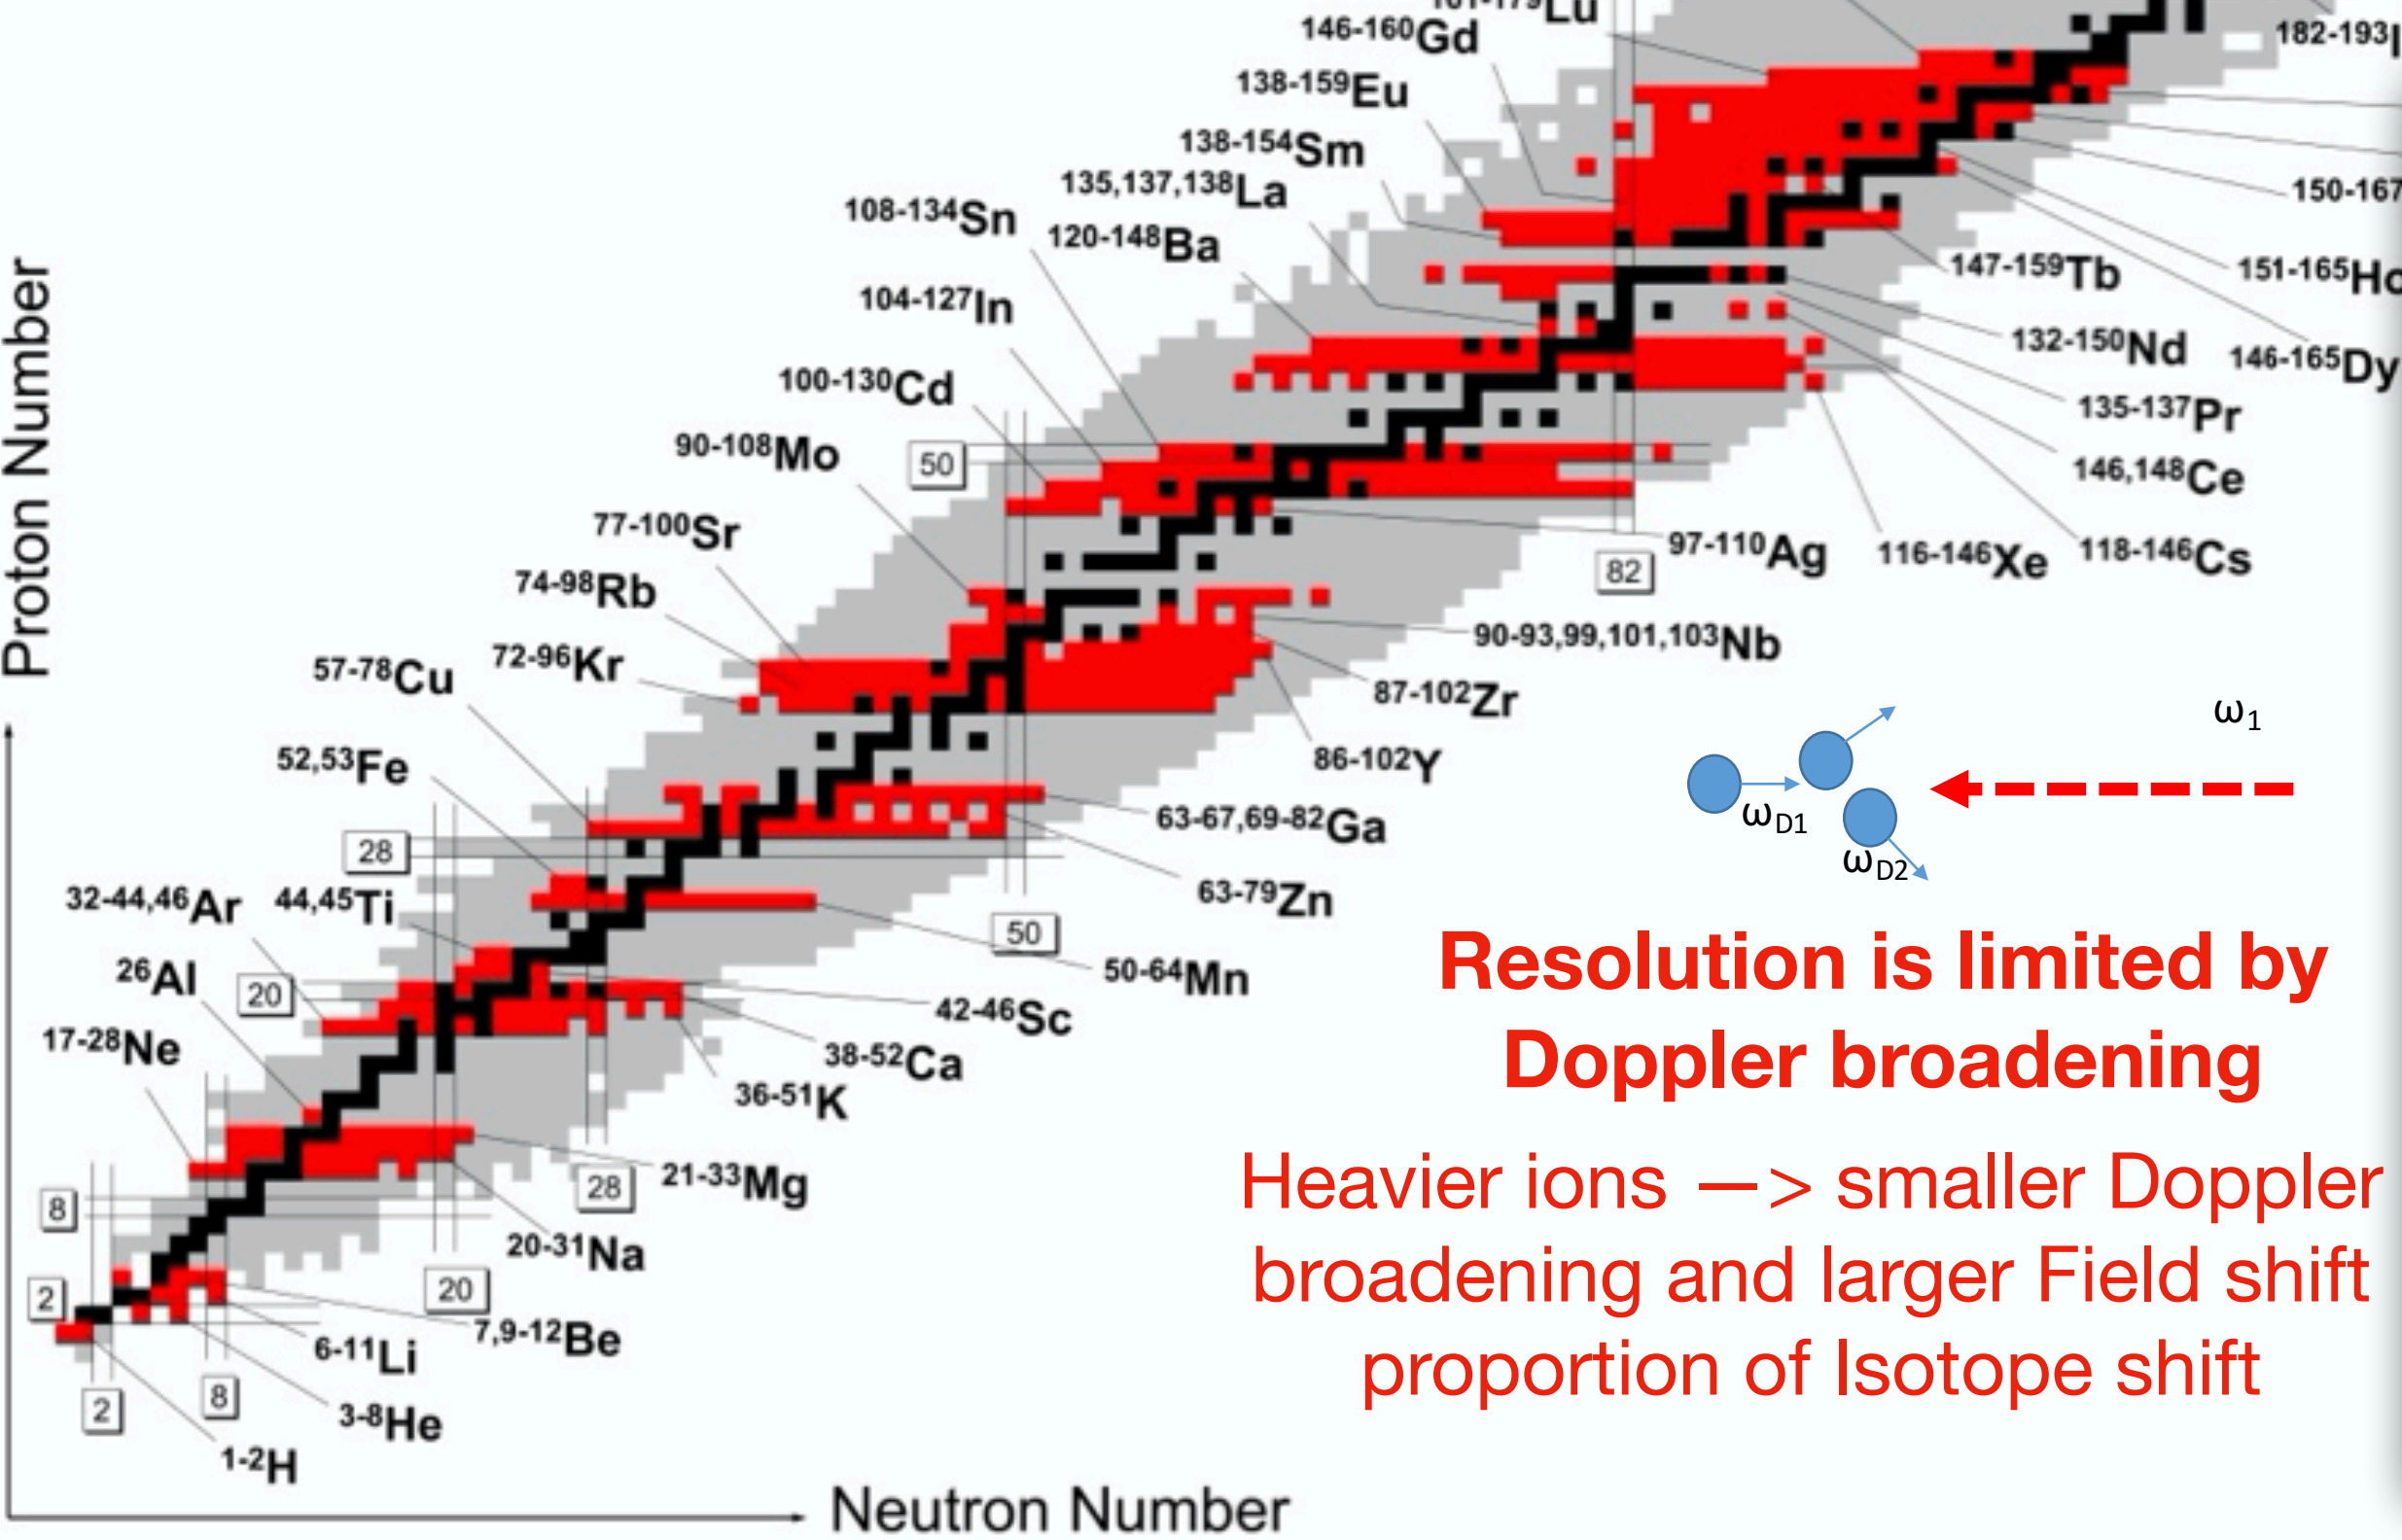 146-160Gd
138-159Eu
138-154Sm
135,137,138La
120-148Ba
108-134Sn
104-127In
100-130Cd
90-108Mo
77-100Sr
74-98Rb
72-96Kr
57-78Cu
52,53Fe
44,45Ti
32-44,46Ar
26Al
17-28Ne
150-167
147-159Tb
151-165Ho
132-150Nd
146-165Dy
135-137Pr
146,148Ce
97-110Ag
116-146Xe
118-146Cs
90-93,99,101,103Nb
87-102Zr
86-102Y
63-67,69-82Ga
63-79Zn
50-64Mn
42-46Sc
38-52Ca
36-51K
21-33Mg
20-31Na
7,9-12Be
6-11Li
3-8He
1-2H
50
82
28
50
20
28
8
20
2
8
2
Proton Number
Neutron Number
ω1
ωD1
ωD2
Resolution is limited by
Doppler broadening
Heavier ions —> smaller Doppler
broadening and larger Field shift
proportion of Isotope shift